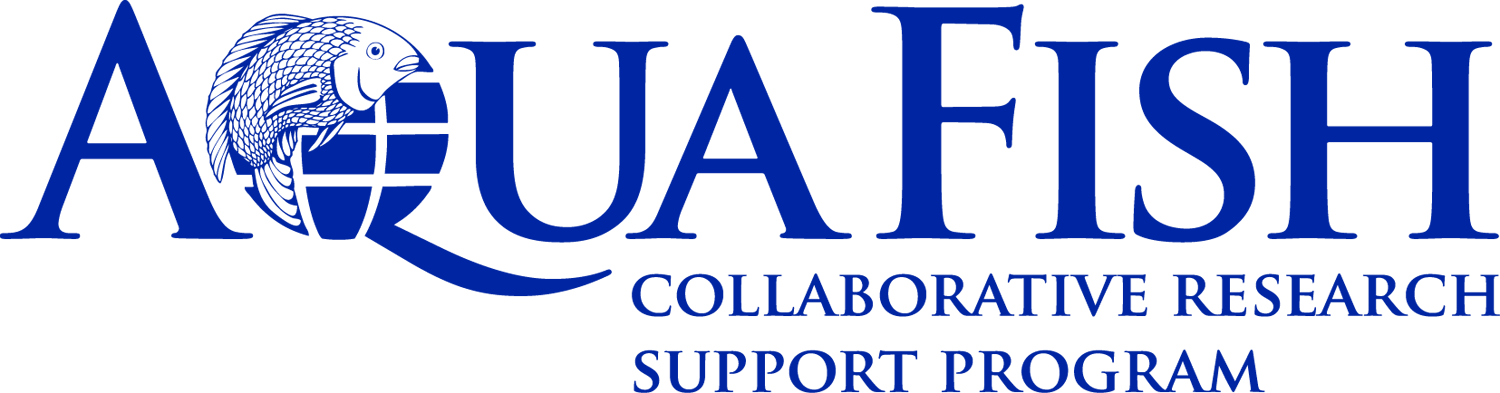 AQUA FISH
COLLABORATIVE RESEARCH
SUPPORT PROGRAM